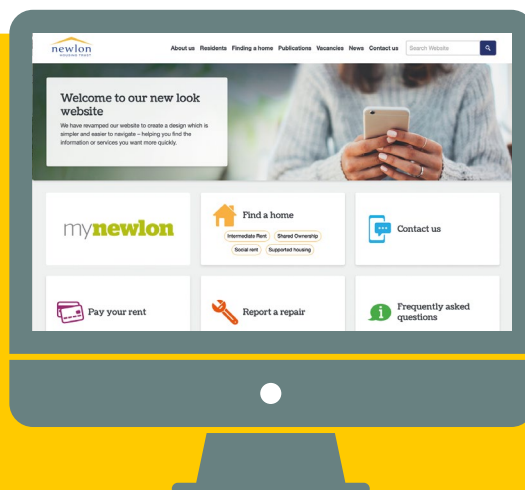 newlon
HOUSING TRUST
About us Residents Finding a home Publications Vacancies News Contact us
Search Website
Welcome to our new look
website
We have revamped our website to create a design which is
simpler and easier to navigate – helping you find the
information or services you want more quickly.
mynewlon
Find a home
Intermediate Rent Shared Ownership
Social rent Supported housing
Contact us
Pay your rent
Report a repair
Frequently asked
questions